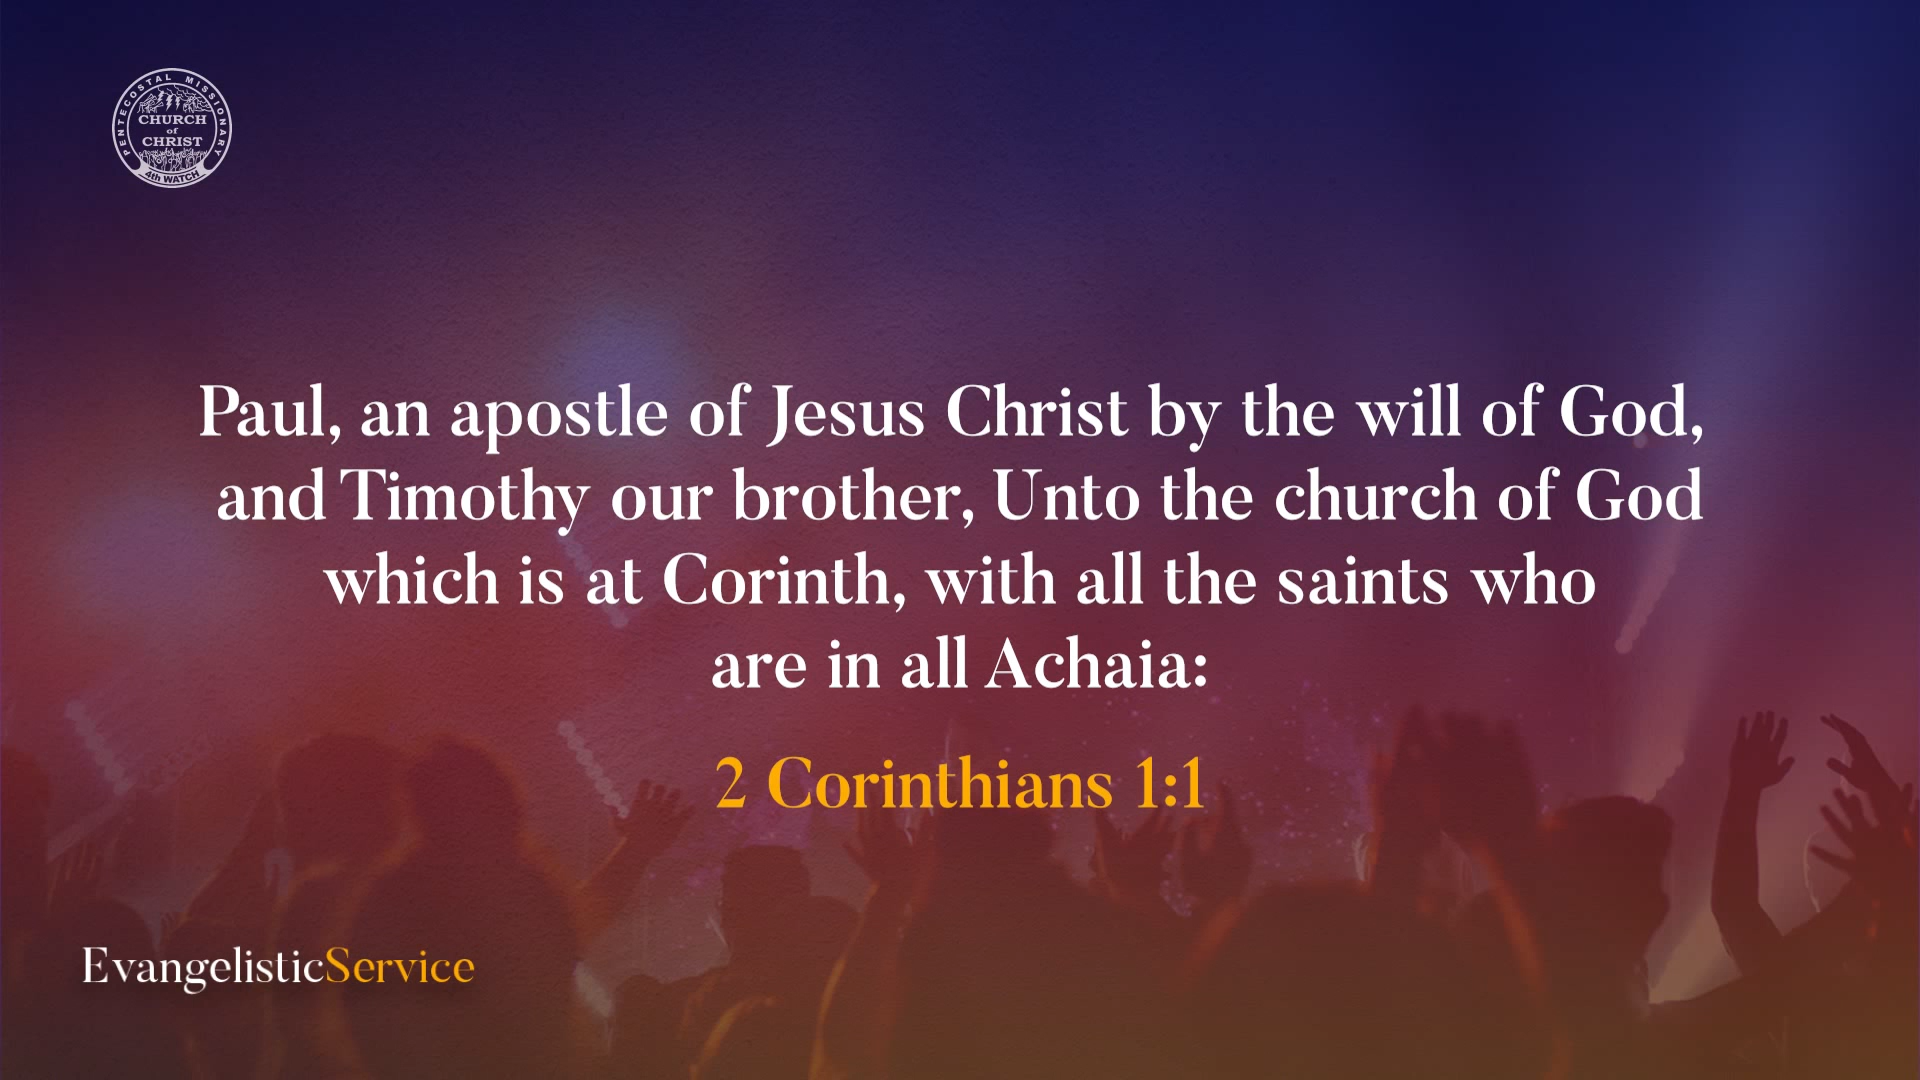 PENTECOSTAL MISSIONARY
CHURCH
of
CHRIST
4th WATCH
Paul, an apostle of Jesus Christ by the will of God,
and Timothy our brother, Unto the church of God
which is at Corinth, with all the saints who
are in all Achaia:
2 Corinthians 1:1
EvangelisticService